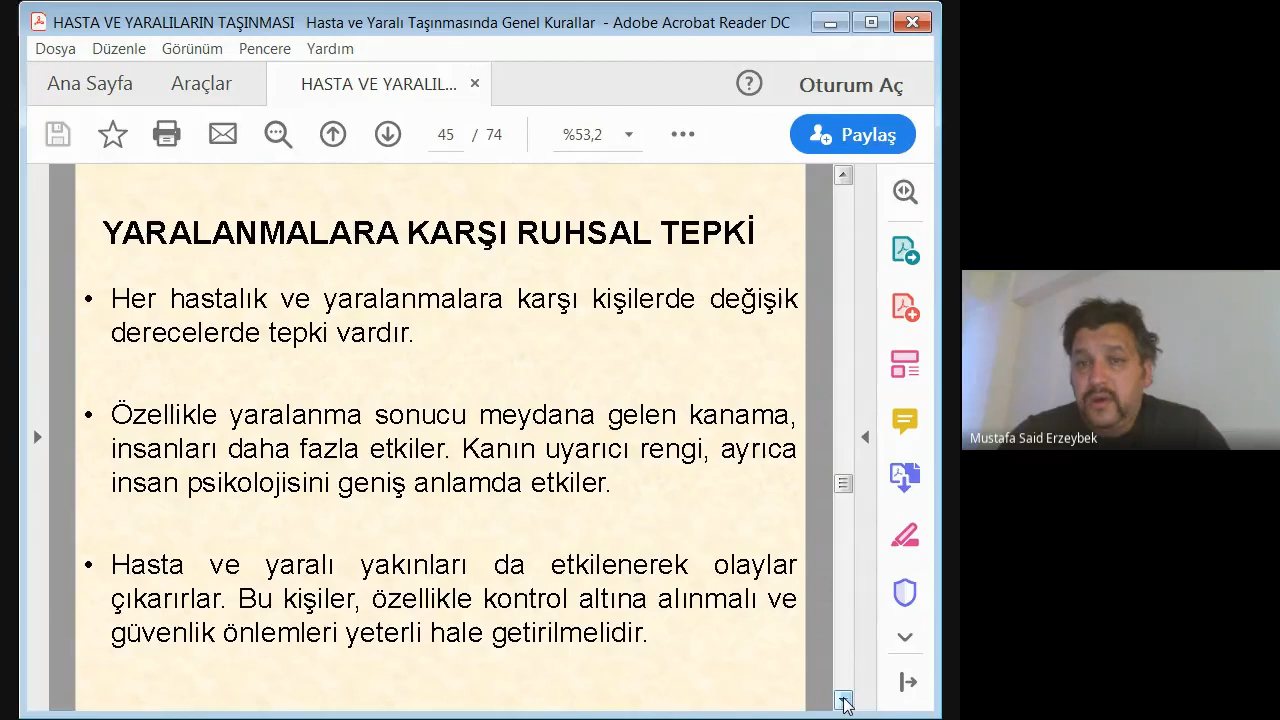 HASTA VE YARALILARIN TAŞINMASI   Hasta ve Yaralı Taşınmasında Genel Kurallar  - Adobe Acrobat Reader DC
Dosya Düzenle Görünüm Pencere Yardım
Ana Sayfa Araçlar HASTA VE YARALIL... × Oturum Aç
45 / 74 %53,2 Paylaş
YARALANMALARA KARŞI RUHSAL TEPKİ
• Her hastalık ve yaralanmalara karşı kişilerde değişik
derecelerde tepki vardır.
• Özellikle yaralanma sonucu meydana gelen kanama,
insanları daha fazla etkiler. Kanın uyarıcı rengi, ayrıca
insan psikolojisini geniş anlamda etkiler.
• Hasta ve yaralı yakınları da etkilenerek olaylar
çıkarırlar. Bu kişiler, özellikle kontrol altına alınmalı ve
güvenlik önlemleri yeterli hale getirilmelidir.
Mustafa Said Erzeybek